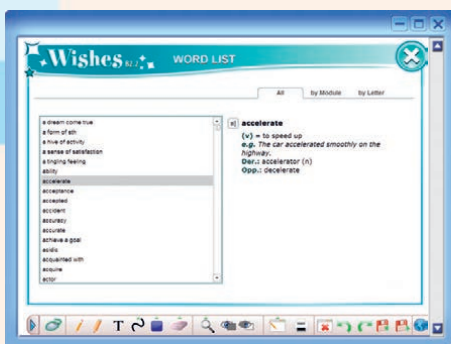 Wishes B2.2
WORD LIST
All by Module by Letter
a dream come true
a form of sth
a hive of activity
a sense of satisfaction
a tingling feeling
ability
accelerate
acceptance
accepted
accident
accuracy
accurate
achieve a goal
acidic
acquainted with
acquire
actor
accelerate
(v) = to speed up
e.g. The car accelerated smoothly on the
highway.
Der.: accelerator (n)
Opp.: decelerate
T